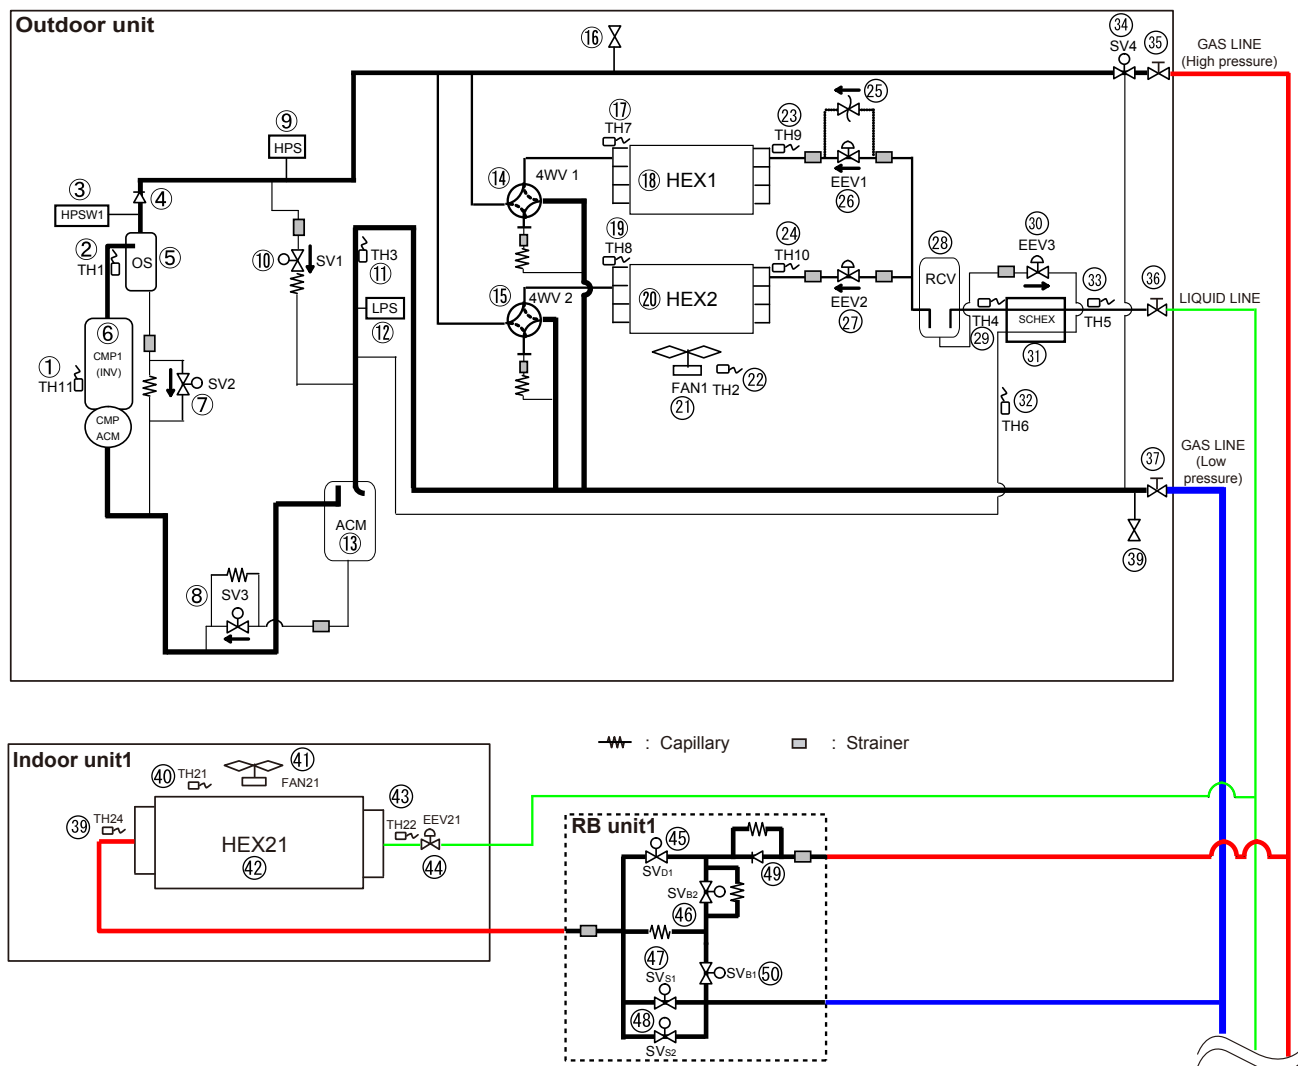 Outdoor unit
⑯
㉞
SV4
㉟
GAS LINE
(High pressure)
⑨
HPS
③
HPSW1
④
②
TH1
OS
⑤
⑩
SV1
TH3
⑪
LPS
⑫
⑭
4WV 1
⑰
TH7
⑱ HEX1
㉓
TH9
㉕
EEV1
㉖
⑲
TH8
⑮
4WV 2
⑳ HEX2
㉔
TH10
EEV2
㉗
㉘
RCV
㉚
EEV3
TH4
㉙
SCHEX
㉛
㉝
TH5
㊱
LIQUID LINE
⑥
CMP1
(INV)
①
TH11
CMP
ACM
SV2
⑦
FAN1
㉑
TH2
㉒
㉜
TH6
GAS LINE
(Low
pressure)
㊲
ACM
⑬
㊴
⑧
SV3
: Capillary
: Strainer
Indoor unit1
㊵ TH21
㊶
FAN21
㊴ TH24
HEX21
㊷
㊸
TH22
EEV21
㊹
RB unit1
㊺
SVD1
㊾
SVB2
㊻
㊼
SVS1
SVB1 ㊿
㊽
SVS2